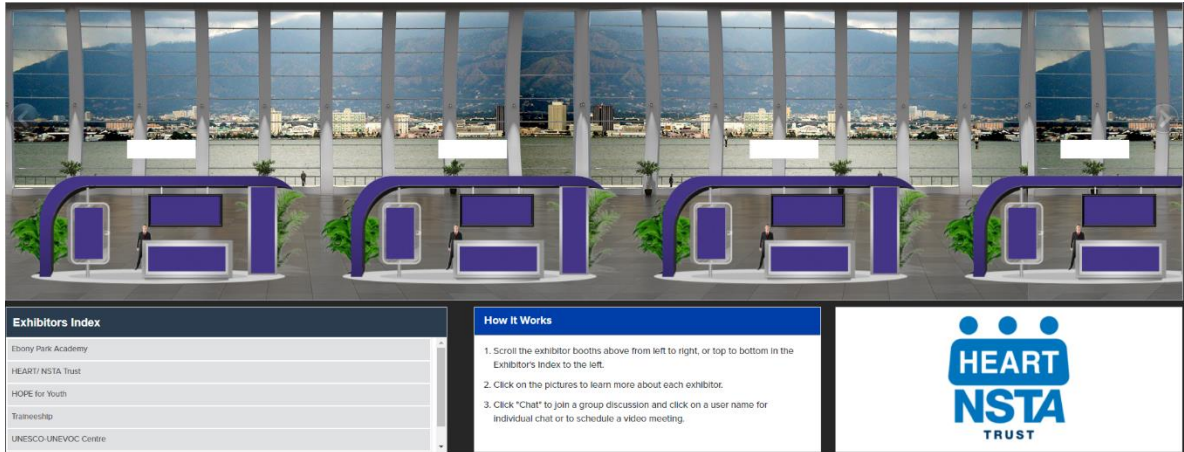 Exhibitors Index
Ebony Park Academy
HEART/ NSTA Trust
HOPE for Youth
Traineeship
UNESCO-UNEVOC Centre
How It Works
1. Scroll the exhibitor booths above from left to right, or top to bottom in the
Exhibitor's Index to the left.
2. Click on the pictures to learn more about each exhibitor.
3. Click "Chat" to join a group discussion and click on a user name for
individual chat or to schedule a video meeting.
HEART
NSTA
TRUST